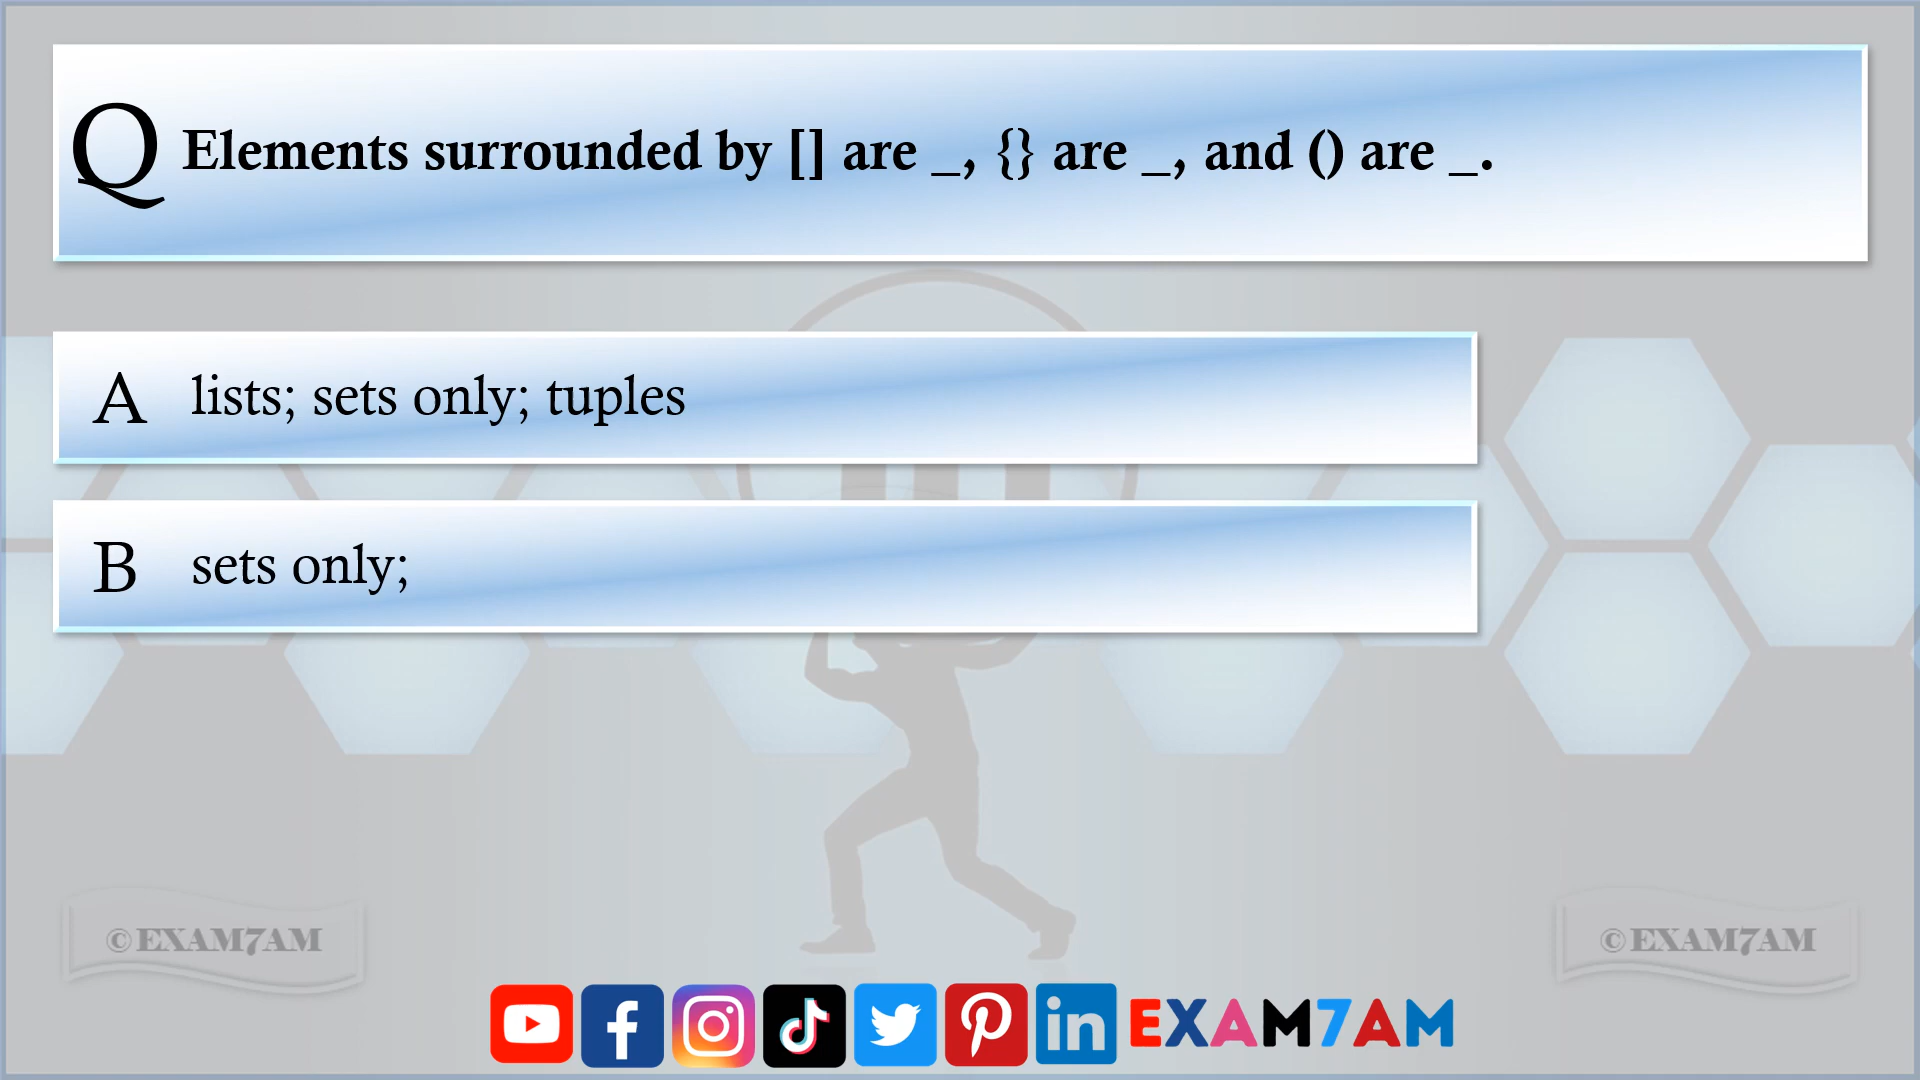 Q Elements surrounded by [] are _, {} are _, and () are _.
A lists; sets only; tuples
B sets only;
©EXAM7AM ©EXAM7AM
EXAM7AM